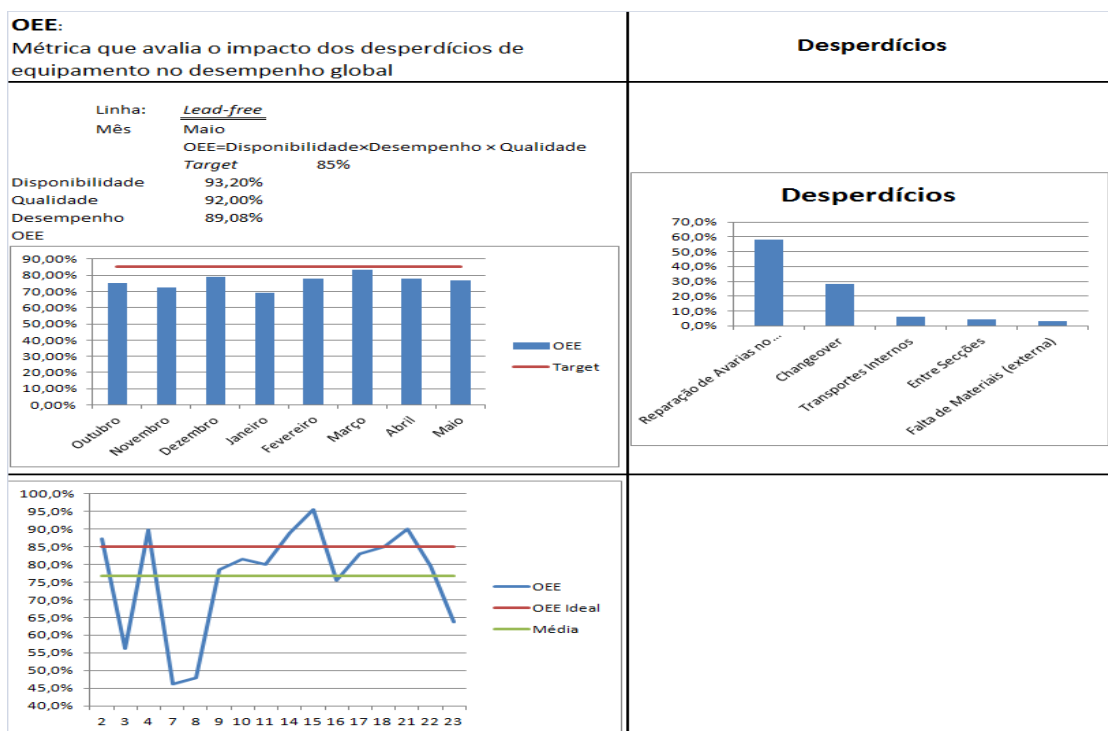 OEE:
Métrica que avalia o impacto dos desperdícios de
equipamento no desempenho global
Desperdícios
Linha: Lead-free
Mês Maio
OEE=Disponibilidade×Desempenho × Qualidade
Target 85%
Disponibilidade 93,20%
Qualidade 92,00%
Desempenho 89,08%
OEE
90,00%
80,00%
70,00%
60,00%
50,00%
40,00%
30,00%
20,00%
10,00%
0,00%
Outubro
Novembro
Dezembro
Janeiro
Fevereiro
Março
Abril
Maio
OEE
Target
Desperdícios
70,0%
60,0%
50,0%
40,0%
30,0%
20,0%
10,0%
0,0%
Reparação de Avarias no...
Changeover
Transportes Internos
Entre Secções
Falta de Materiais (externa)
100,0%
95,0%
90,0%
85,0%
80,0%
75,0%
70,0%
65,0%
60,0%
55,0%
50,0%
45,0%
40,0%
2 3 4 7 8 9 10 11 14 15 16 17 18 21 22 23
OEE
OEE Ideal
Média